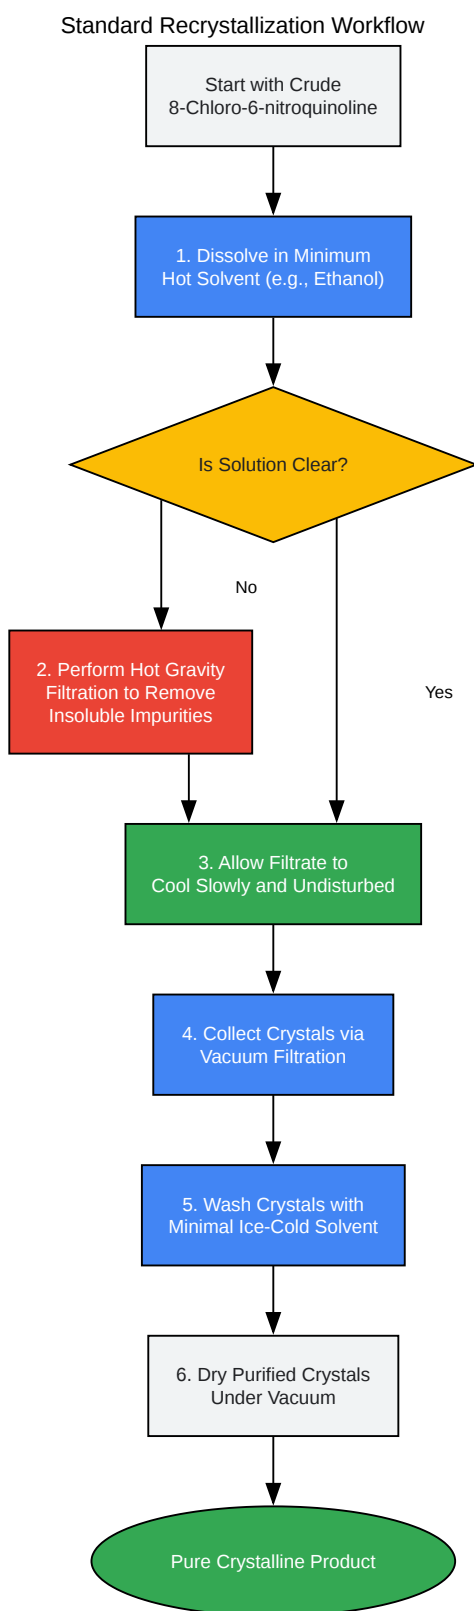 Standard Recrystallization Workflow
Start with Crude
8-Chloro-6-nitroquinoline
1. Dissolve in Minimum
Hot Solvent (e.g., Ethanol)
Is Solution Clear?
No
2. Perform Hot Gravity
Filtration to Remove
Insoluble Impurities
Yes
3. Allow Filtrate to
Cool Slowly and Undisturbed
4. Collect Crystals via
Vacuum Filtration
5. Wash Crystals with
Minimal Ice-Cold Solvent
6. Dry Purified Crystals
Under Vacuum
Pure Crystalline Product